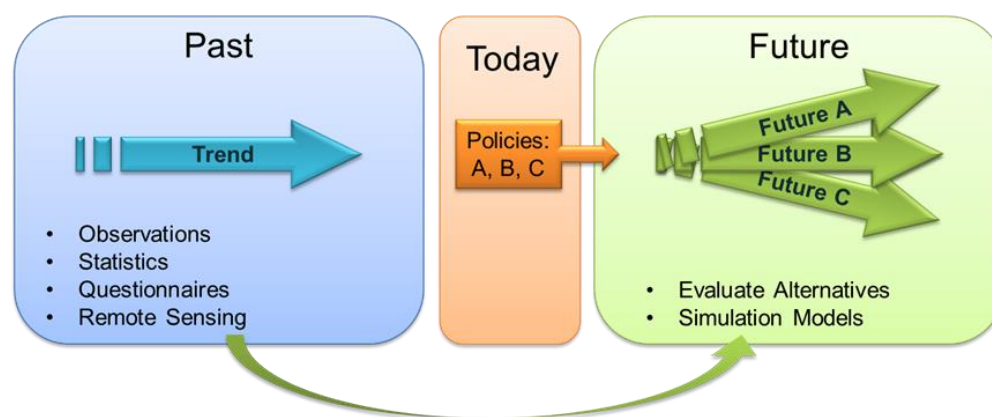 Past
Trend
• Observations
• Statistics
• Questionnaires
• Remote Sensing
Today
Policies:
A, B, C
Future
Future A
Future B
Future C
• Evaluate Alternatives
• Simulation Models